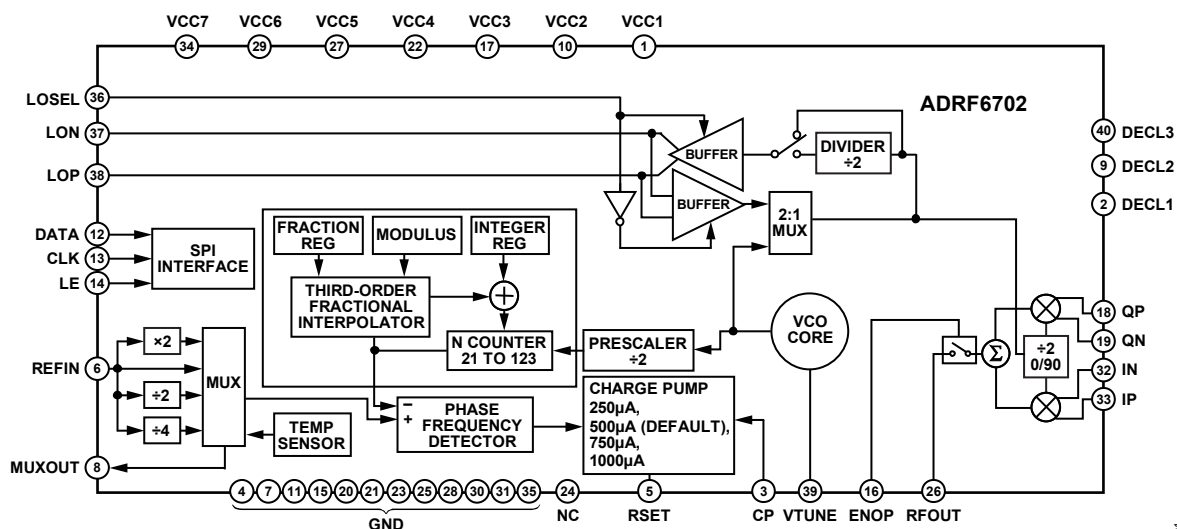 VCC7 VCC6 VCC5 VCC4 VCC3 VCC2 VCC1
34 29 27 22 17 10 1
LOSEL 36
ADRF6702
LON 37
40 DECL3
BUFFER
DIVIDER
÷2
9 DECL2
LOP 38
BUFFER
2:1
MUX
2 DECL1
DATA 12
CLK 13
LE 14
SPI
INTERFACE
FRACTION
REG
MODULUS
INTEGER
REG
THIRD-ORDER
FRACTIONAL
INTERPOLATOR
+
N COUNTER
21 TO 123
PRESCALER
÷2
VCO
CORE
18 QP
19 QN
32 IN
33 IP
Σ
÷2
0/90
REFIN 6
×2
÷2
÷4
MUX
TEMP
SENSOR
−
+
PHASE
FREQUENCY
DETECTOR
CHARGE PUMP
250µA,
500µA (DEFAULT),
750µA,
1000µA
MUXOUT 8
4 7 11 15 20 21 23 25 28 30 31 35 24 5 3 39 16 26
GND NC RSET CP VTUNE ENOP RFOUT